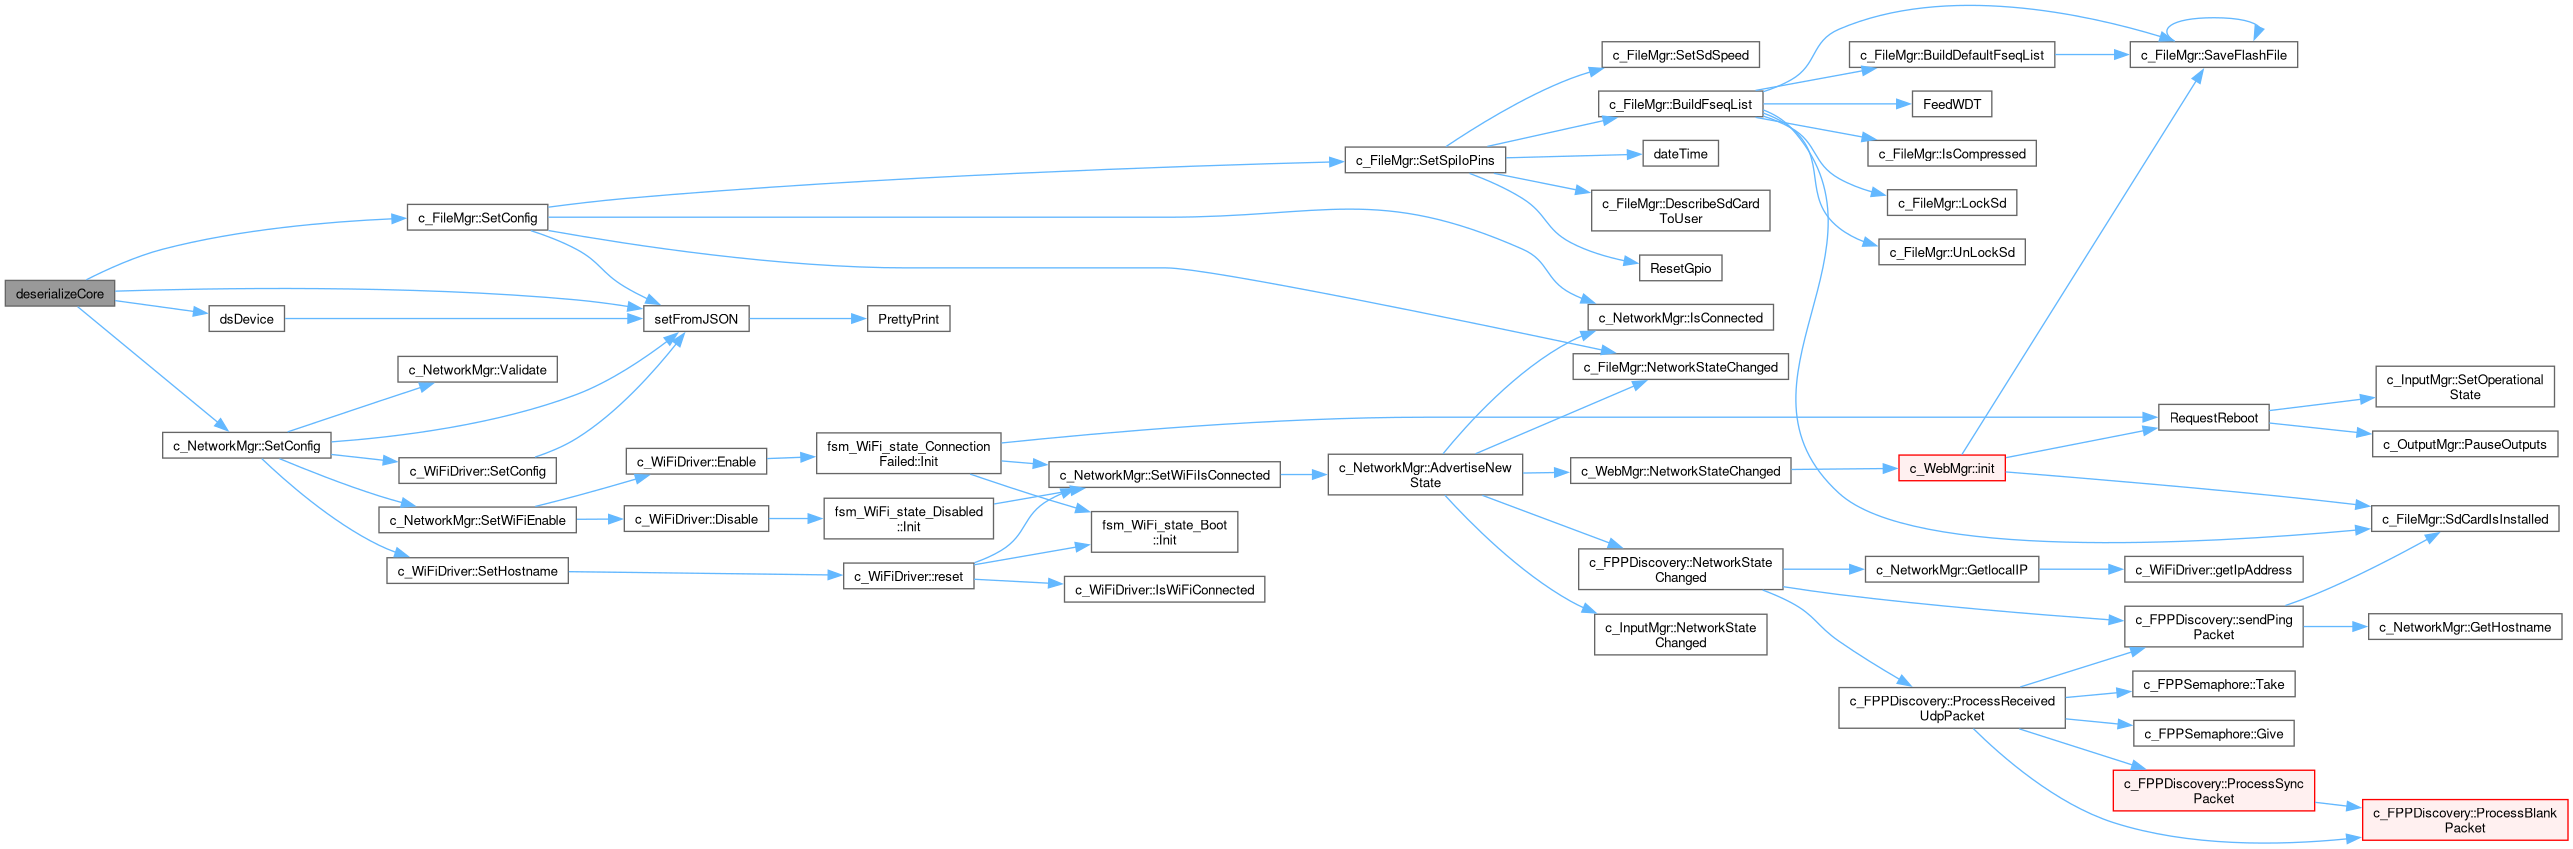 deserializeCore
c_FileMgr::SetConfig
dsDevice
c_NetworkMgr::SetConfig
c_NetworkMgr::Validate
c_WiFiDriver::SetConfig
c_NetworkMgr::SetWiFiEnable
c_WiFiDriver::SetHostname
setFromJSON
PrettyPrint
c_WiFiDriver::Enable
c_WiFiDriver::Disable
fsm_WiFi_state_Connection
Failed::Init
fsm_WiFi_state_Disabled
::Init
c_WiFiDriver::reset
c_NetworkMgr::SetWiFiIsConnected
fsm_WiFi_state_Boot
::Init
c_WiFiDriver::IsWiFiConnected
c_FileMgr::SetSpiIoPins
c_NetworkMgr::AdvertiseNew
State
c_FileMgr::SetSdSpeed
c_FileMgr::BuildFseqList
dateTime
c_FileMgr::DescribeSdCard
ToUser
ResetGpio
c_NetworkMgr::IsConnected
c_FileMgr::NetworkStateChanged
c_WebMgr::NetworkStateChanged
c_FPPDiscovery::NetworkState
Changed
c_InputMgr::NetworkState
Changed
c_FileMgr::BuildDefaultFseqList
FeedWDT
c_FileMgr::IsCompressed
c_FileMgr::LockSd
c_FileMgr::UnLockSd
c_WebMgr::init
c_NetworkMgr::GetlocalIP
c_FPPDiscovery::ProcessReceived
UdpPacket
c_FileMgr::SaveFlashFile
RequestReboot
c_WiFiDriver::getIpAddress
c_FPPDiscovery::sendPing
Packet
c_FPPSemaphore::Take
c_FPPSemaphore::Give
c_FPPDiscovery::ProcessSync
Packet
c_InputMgr::SetOperational
State
c_OutputMgr::PauseOutputs
c_FileMgr::SdCardIsInstalled
c_NetworkMgr::GetHostname
c_FPPDiscovery::ProcessBlank
Packet